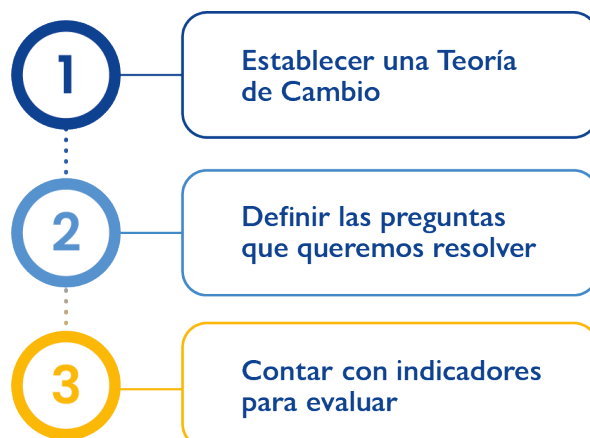 1
Establecer una Teoría
de Cambio
2
Definir las preguntas
que queremos resolver
3
Contar con indicadores
para evaluar